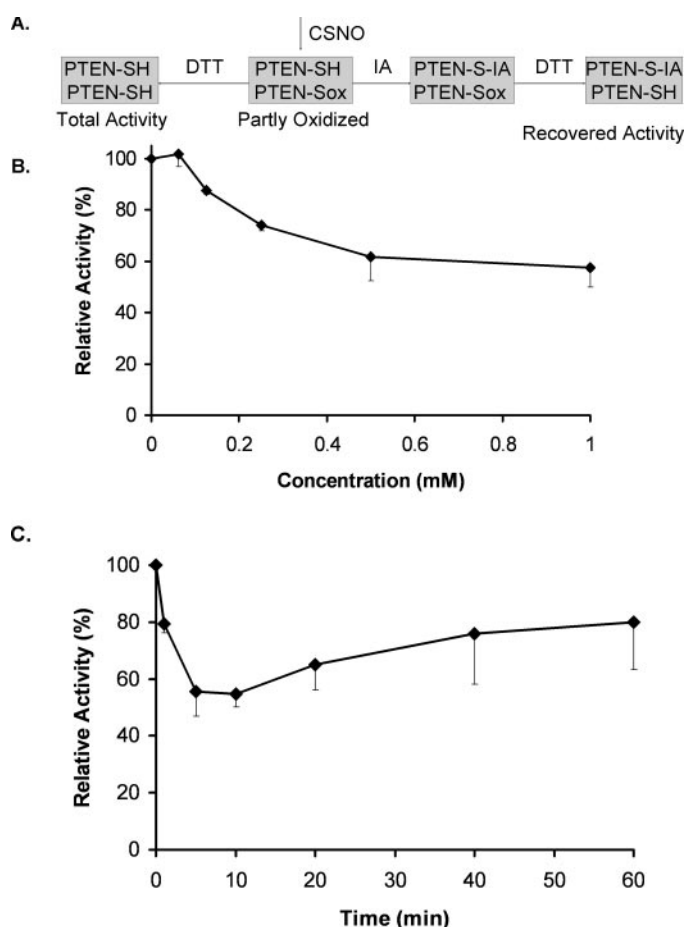 A.
CSNO
PTEN-SH DTT PTEN-SH IA PTEN-S-IA DTT PTEN-S-IA
PTEN-SH PTEN-Sox PTEN-Sox PTEN-SH
Total Activity Partly Oxidized Recovered Activity
B.
Relative Activity (%)
100
80
60
40
20
0
0 0.2 0.4 0.6 0.8 1
Concentration (mM)
C.
Relative Activity (%)
100
80
60
40
20
0
0 10 20 30 40 50 60
Time (min)